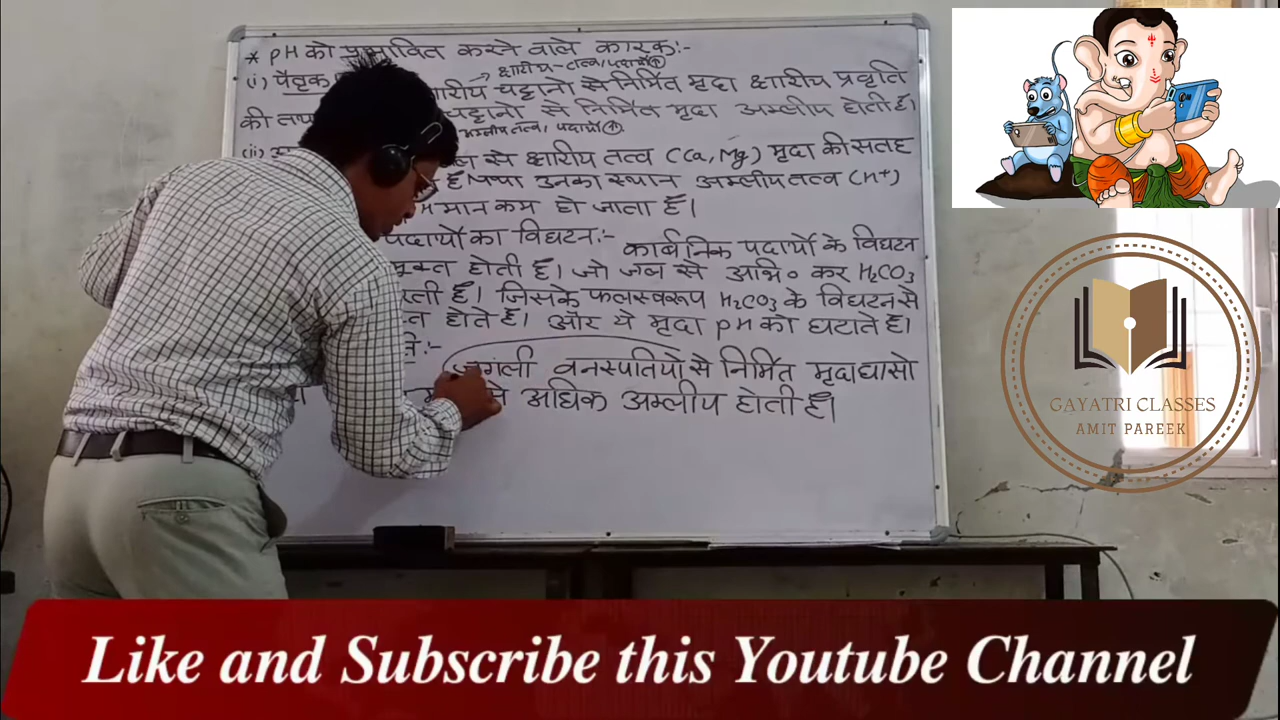 * pH को प्रभावित करने वाले कारक:-
→ क्षारीय-तत्व/पदार्थ↑
(i) पैतृक क्षारीय चट्टानो से निर्मित मृदा क्षारीय प्रवृति
की चट्टानो से निर्मित मृदा अम्लीय होती है।
अम्लीय तत्व/ पदार्थ↑
(ii) से क्षारीय तत्व (Ca, Mg) मृदा की सतह
है। तथा उनका स्थान अम्लीय तत्व (H+)
मान कम हो जाता है।
पदार्थो का विघटन:- कार्बनिक पदार्थो के विघटन
मुक्त होती है। जो जल से अभि० कर H₂CO₃
है। जिसके फलस्वरूप H₂CO₃ के विघटन से
होते है। और ये मृदा pH को घटाते है।
जंगली वनस्पतियो से निर्मित मृदा घासो
से अधिक अम्लीय होती है।
GAYATRI CLASSES
AMIT PAREEK
Like and Subscribe this Youtube Channel